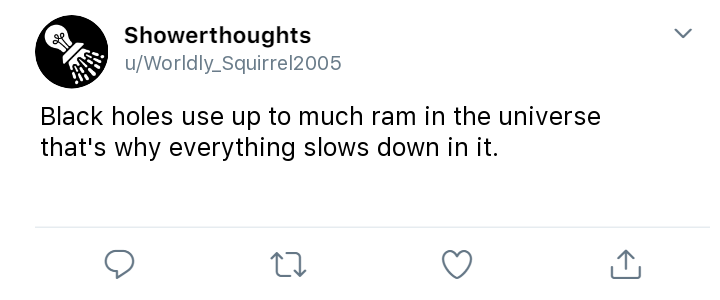 Showerthoughts
u/Worldly_Squirrel2005
Black holes use up to much ram in the universe
that's why everything slows down in it.